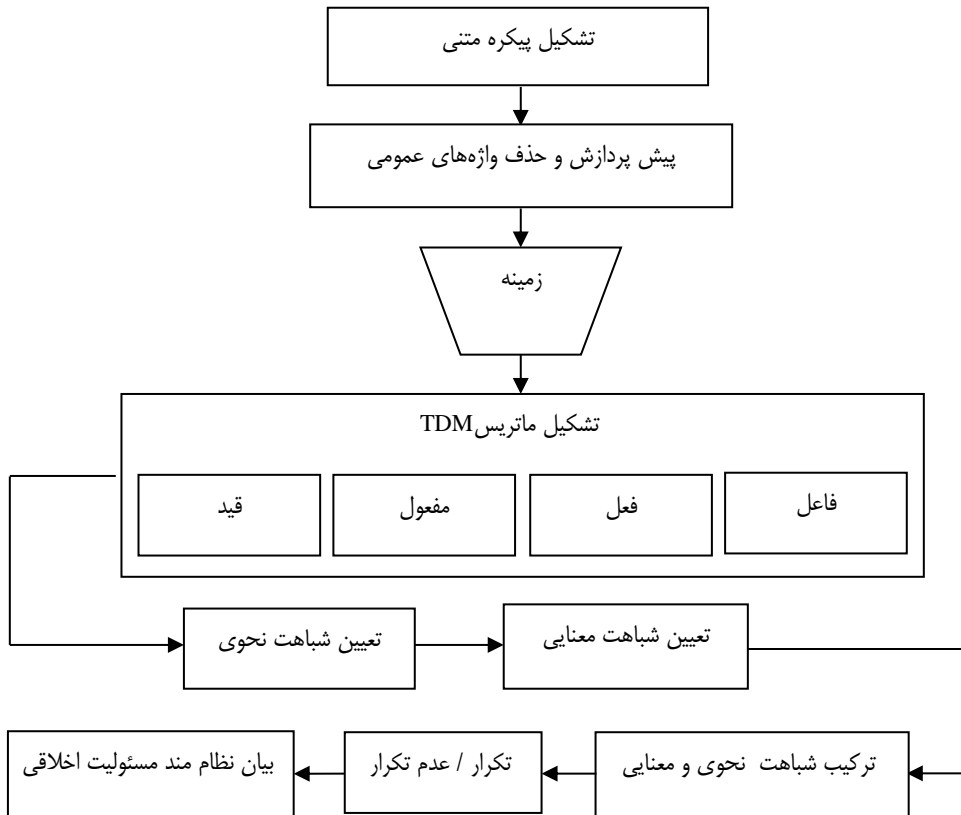 تشکیل پیکره متنی
پیش پردازش و حذف واژه‌های عمومی
زمینه
تشکیل ماتریسTDM
فاعل
فعل
مفعول
قید
تعیین شباهت نحوی
تعیین شباهت معنایی
ترکیب شباهت نحوی و معنایی
تکرار / عدم تکرار
بیان نظام مند مسئولیت اخلاقی